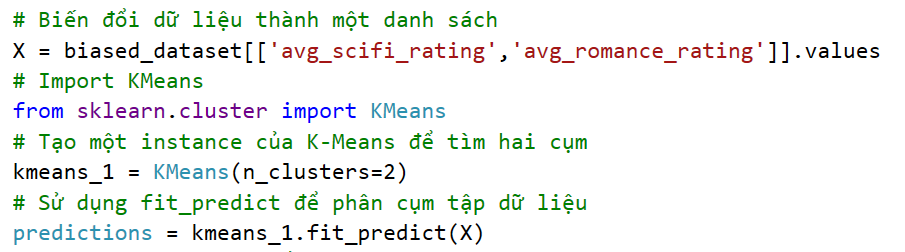 # Biến đổi dữ liệu thành một danh sách
X = biased_dataset[['avg_scifi_rating','avg_romance_rating']].values
# Import KMeans
from sklearn.cluster import KMeans
# Tạo một instance của K-Means để tìm hai cụm
kmeans_1 = KMeans(n_clusters=2)
# Sử dụng fit_predict để phân cụm tập dữ liệu
predictions = kmeans_1.fit_predict(X)